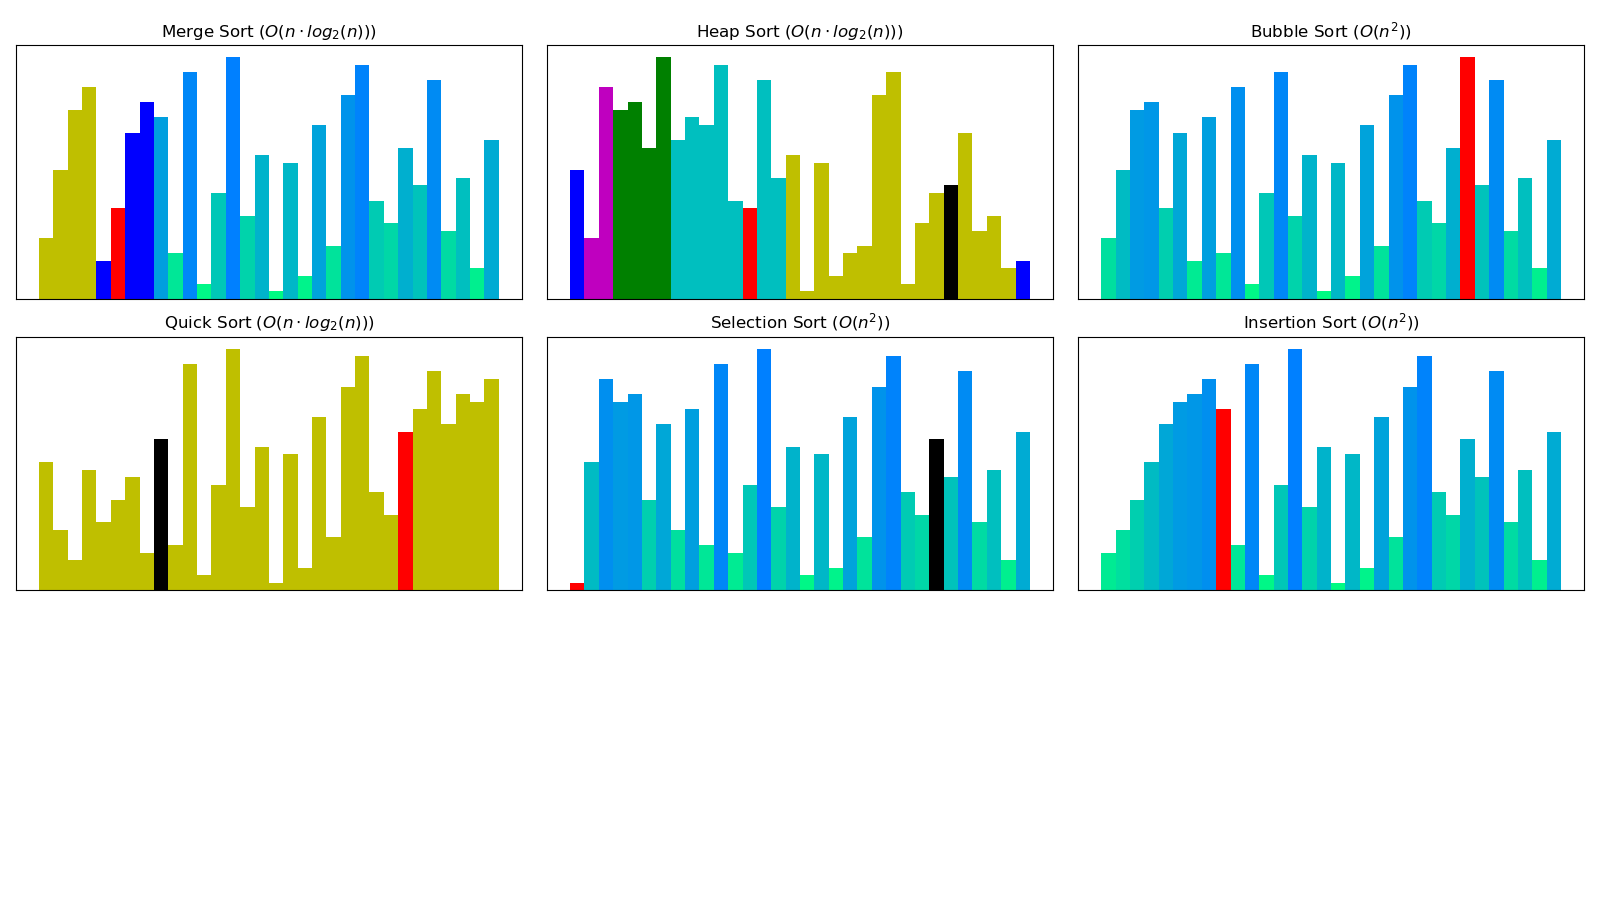 Merge Sort (O(n · log₂(n)))
Heap Sort (O(n · log₂(n)))
Bubble Sort (O(n²))
Quick Sort (O(n · log₂(n)))
Selection Sort (O(n²))
Insertion Sort (O(n²))